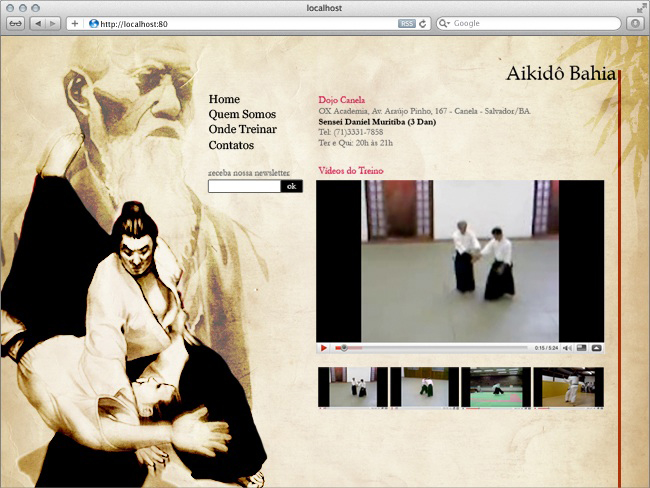 localhost
http://localhost:80
RSS
Google
Aikidô Bahia
Home
Quem Somos
Onde Treinar
Contatos
receba nossa newsletter
ok
Dojo Canela
OX Academia, Av. Araújo Pinho, 167 - Canela - Salvador/BA
Sensei Daniel Muritiba (3 Dan)
Tel: (71)3331-7858
Ter e Qui: 20h às 21h
Vídeos do Treino
0:15 / 5:24